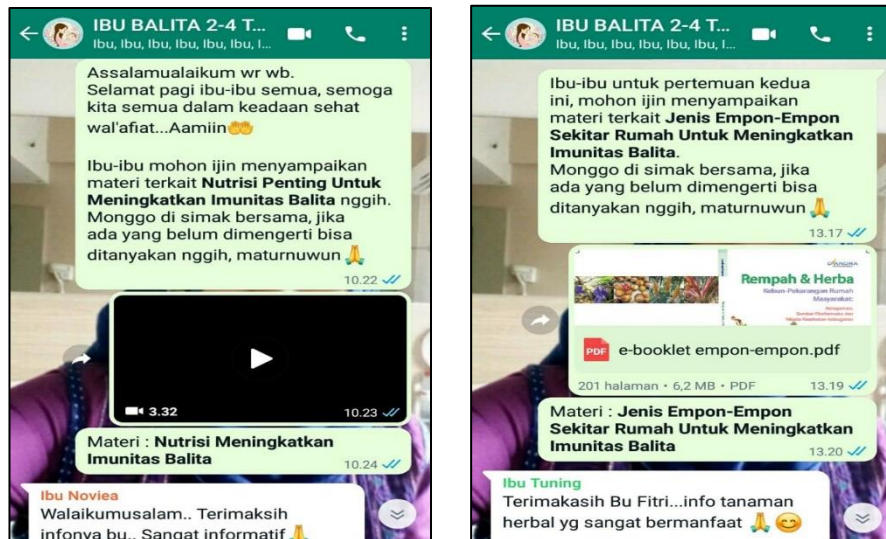 IBU BALITA 2-4 T...
Ibu, Ibu, Ibu, Ibu, Ibu, Ibu, I...
Assalamualaikum wr wb.
Selamat pagi ibu-ibu semua, semoga
kita semua dalam keadaan sehat
wal'afiat...Aamiin🤲
Ibu-ibu mohon ijin menyampaikan
materi terkait Nutrisi Penting Untuk
Meningkatkan Imunitas Balita nggih.
Monggo di simak bersama, jika
ada yang belum dimengerti bisa
ditanyakan nggih, maturnuwun 🙏
10.22
3.32
10.23
Materi : Nutrisi Meningkatkan
Imunitas Balita
10.24
Ibu Noviea
Walaikumusalam.. Terimaksih
infonya bu.. Sangat informatif 🙏
IBU BALITA 2-4 T...
Ibu, Ibu, Ibu, Ibu, Ibu, Ibu, I...
Ibu-ibu untuk pertemuan kedua
ini, mohon ijin menyampaikan
materi terkait Jenis Empon-Empon
Sekitar Rumah Untuk Meningkatkan
Imunitas Balita.
Monggo di simak bersama, jika
ada yang belum dimengerti bisa
ditanyakan nggih, maturnuwun 🙏
13.17
Rempah & Herba
Kebun-Pekarangan Rumah
Masyarakat:
PDF
e-booklet empon-empon.pdf
201 halaman • 6,2 MB • PDF
13.19
Materi : Jenis Empon-Empon
Sekitar Rumah Untuk Meningkatkan
Imunitas Balita
13.20
Ibu Tuning
Terimakasih Bu Fitri...info tanaman
herbal yg sangat bermanfaat 🙏😊